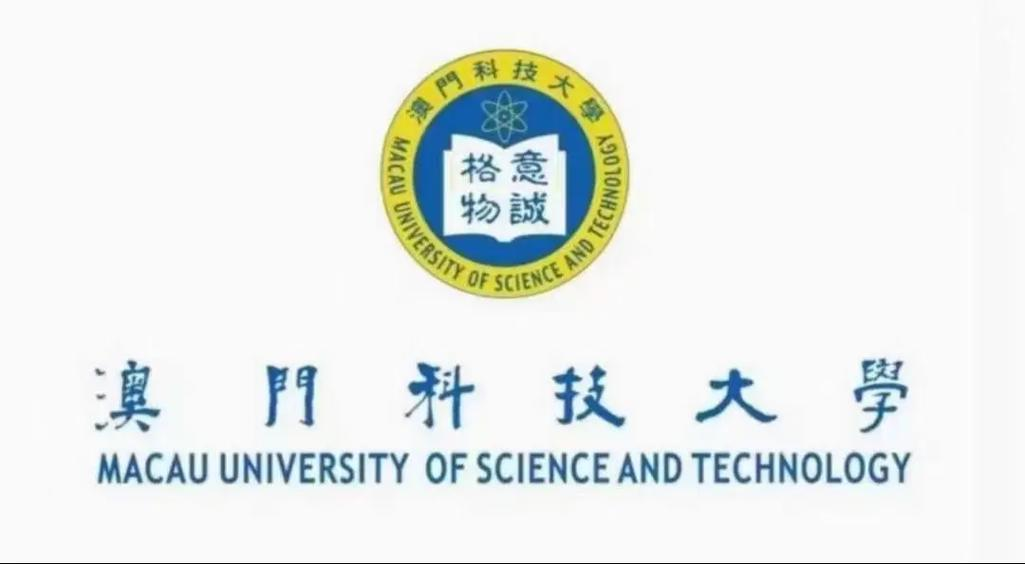 澳門科技大學
意誠
格物
MACAU UNIVERSITY OF SCIENCE AND TECHNOLOGY
澳門科技大學
MACAU UNIVERSITY OF SCIENCE AND TECHNOLOGY